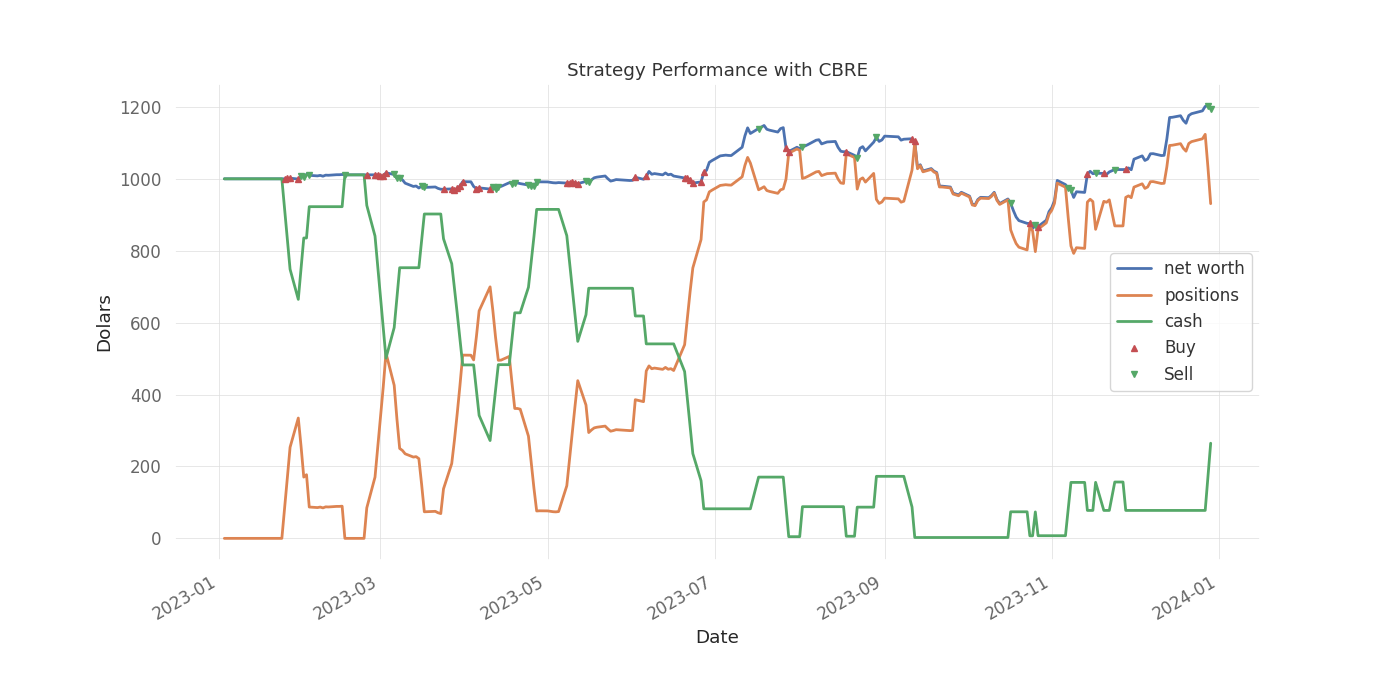 Strategy Performance with CBRE
1200
1000
800
600
400
200
0
Dolars
net worth
positions
cash
Buy
Sell
2023-01
2023-03
2023-05
2023-07
2023-09
2023-11
2024-01
Date